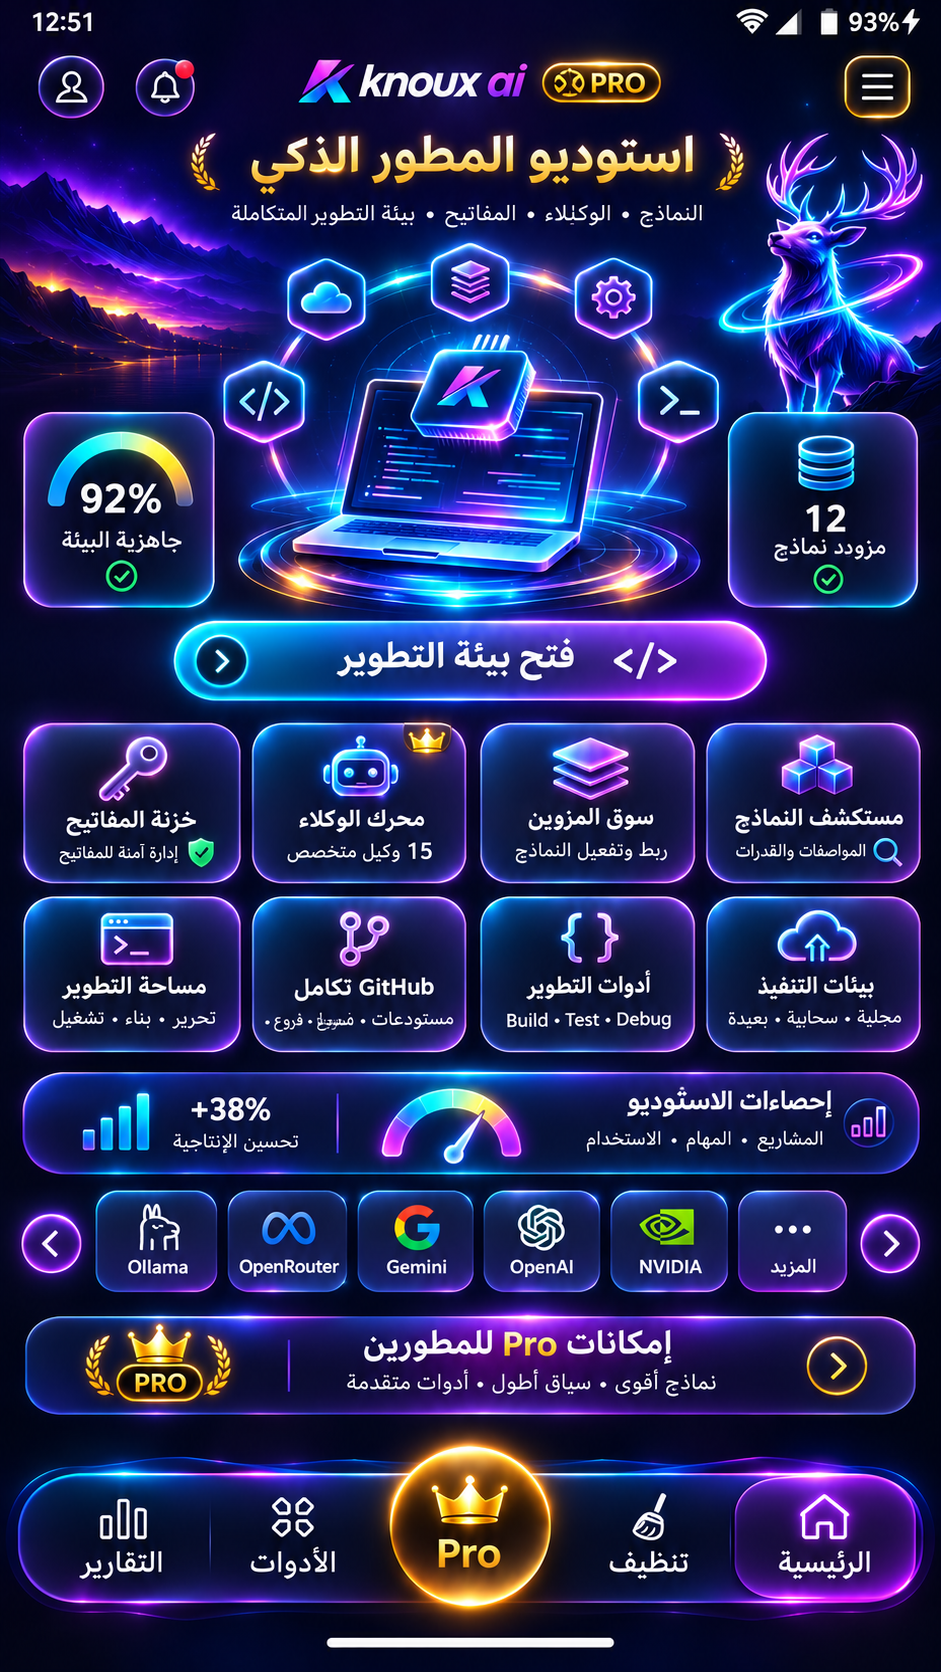 12:51
93%
knoux ai PRO
استوديو المطور الذكي
النماذج • الوكلاء • المفاتيح • بيئة التطوير المتكاملة
12
مزودد نماذج
92%
جاهزية البيئة
فتح بيئة التطوير </>
مستكشف النماذج
المواصفات والقدرات
سوق المزوين
ربط وتفعيل النماذج
محرك الوكلاء
15 وكيل متخصص
خزنة المفاتيح
إدارة آمنة للمفاتيح
بيئات التنفيذ
مجلية • سحابية • بعيدة
أدوات التطوير
Build • Test • Debug
GitHub تكامل
مستودعات • • فروع •
مساحة التطوير
تحرير • بناء • تشغيل
إحصاءات الاستوديو
المشاريع • المهام • الاستخدام
+38%
تحسين الإنتاجية
Ollama
OpenRouter
Gemini
OpenAI
NVIDIA
المزيد
إمكانات Pro للمطورين
نماذج أقوى • سياق أطول • أدوات متقدمة
PRO
الرئيسية
تنظيف
Pro
الأدوات
التقارير